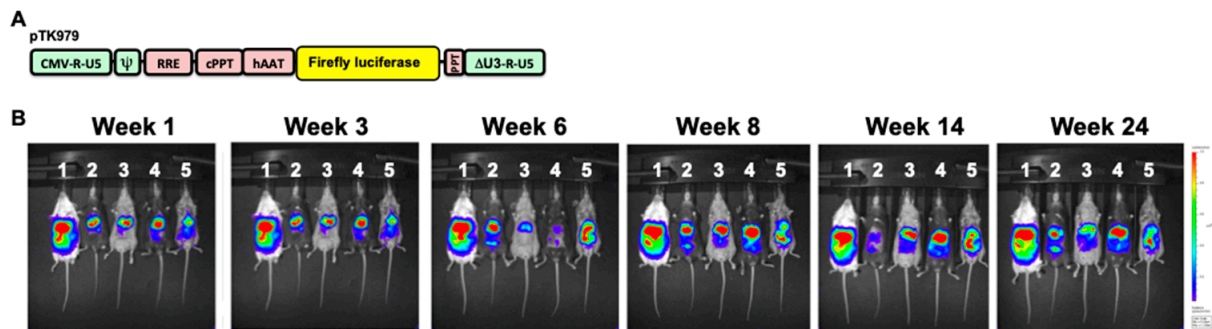 A
pTK979
CMV-R-U5 ψ RRE cPPT hAAT Firefly luciferase PPT ΔU3-R-U5
B
Week 1 Week 3 Week 6 Week 8 Week 14 Week 24
1 2 3 4 5 1 2 3 4 5 1 2 3 4 5 1 2 3 4 5 1 2 3 4 5 1 2 3 4 5